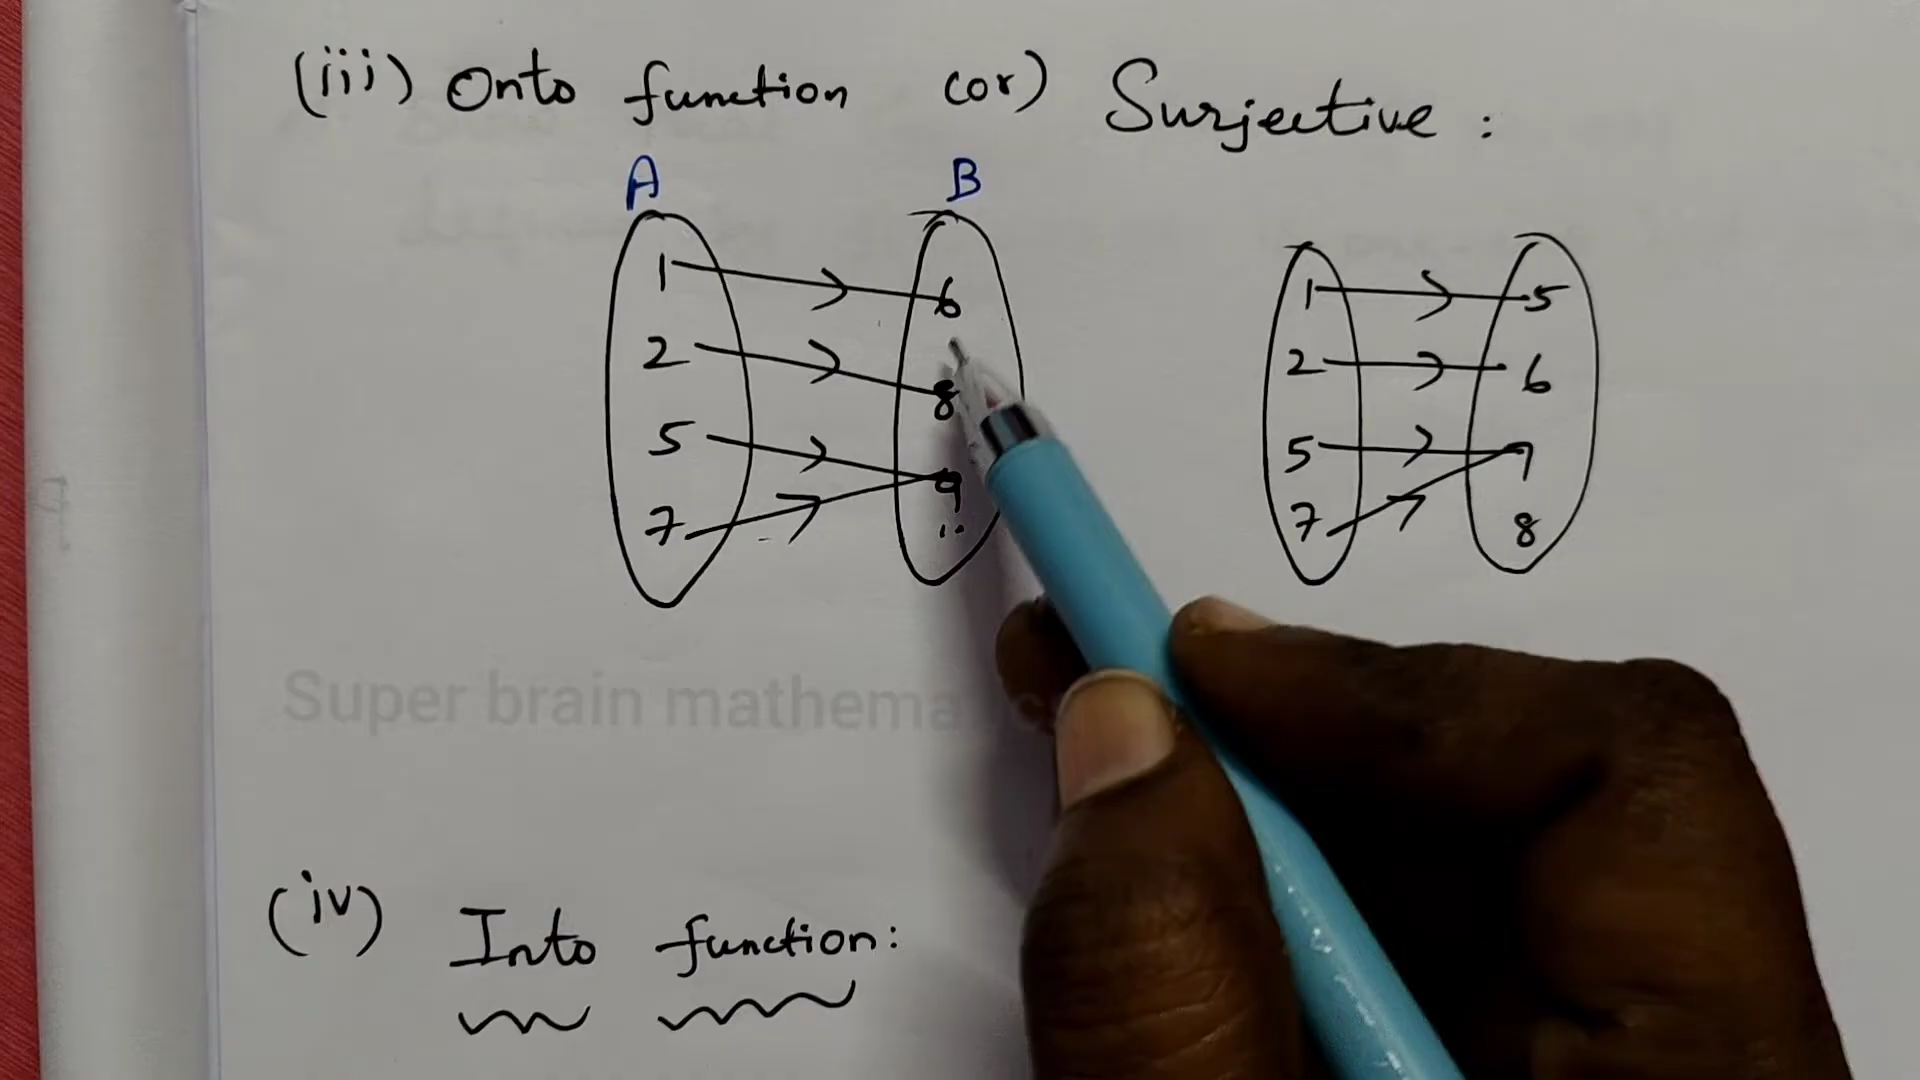 (iii) Onto function (or) Surjective :
A B
1 6 1 5
2 8 2 6
5 9 5 7
7 7 8
Super brain mathematics
(iv) Into function: